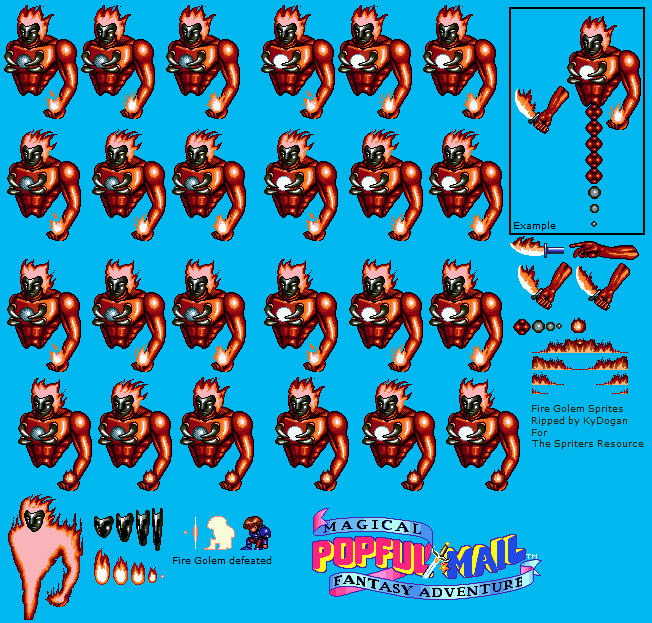 Example
Fire Golem Sprites
Ripped by KyDogan
For
The Spriters Resource
Fire Golem defeated
MAGICAL
POPFUL MAIL
TM
FANTASY ADVENTURE